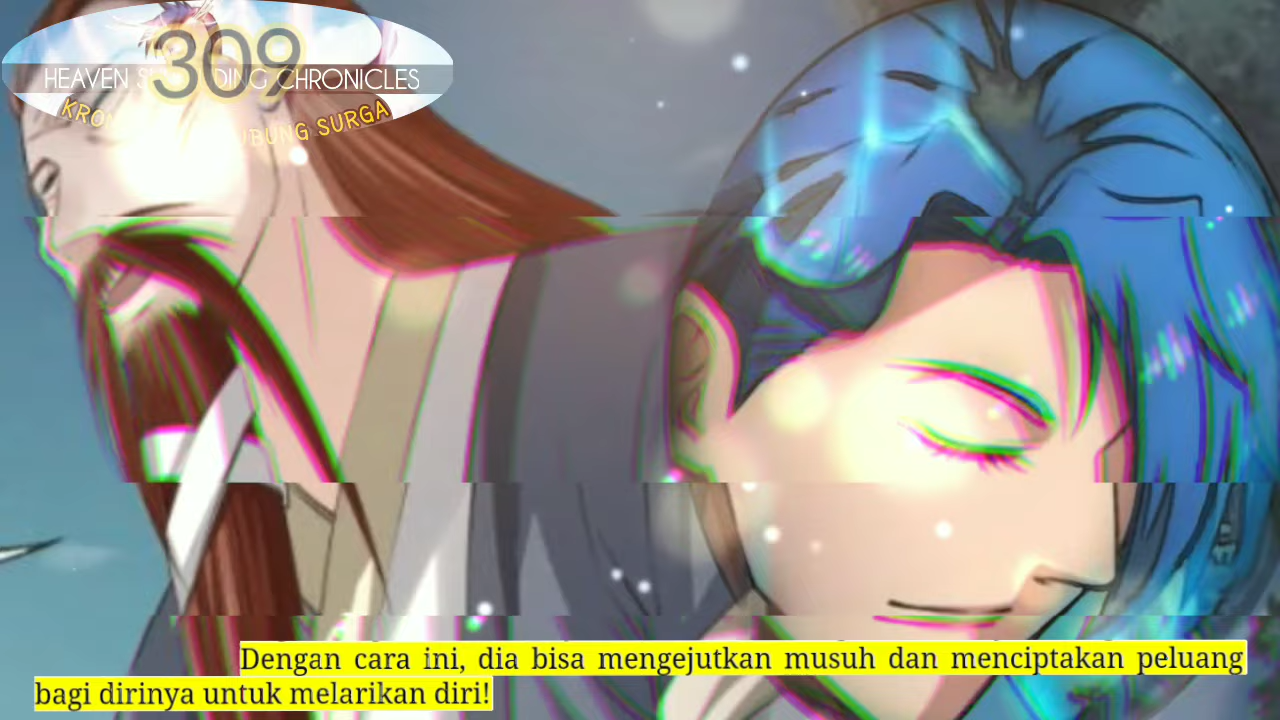 309
HEAVEN S DING CHRONICLES
KRON UBUNG SURGA
Dengan cara ini, dia bisa mengejutkan musuh dan menciptakan peluang
bagi dirinya untuk melarikan diri!